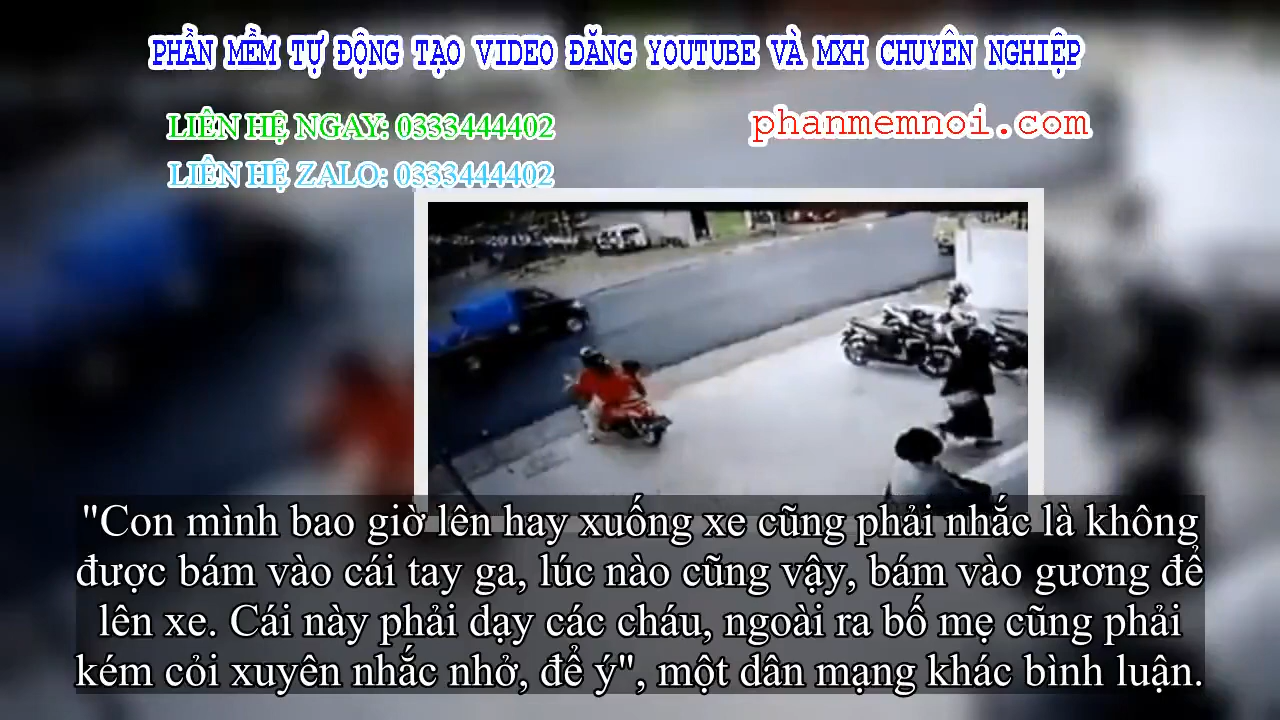 PHẦN MỀM TỰ ĐỘNG TẠO VIDEO ĐĂNG YOUTUBE VÀ MXH CHUYÊN NGHIỆP
LIÊN HỆ NGAY: 0333444402
phanmemnoi.com
LIÊN HỆ ZALO: 0333444402
"Con mình bao giờ lên hay xuống xe cũng phải nhắc là không
được bám vào cái tay ga, lúc nào cũng vậy, bám vào gương để
lên xe. Cái này phải dạy các cháu, ngoài ra bố mẹ cũng phải
kém cỏi xuyên nhắc nhở, để ý", một dân mạng khác bình luận.